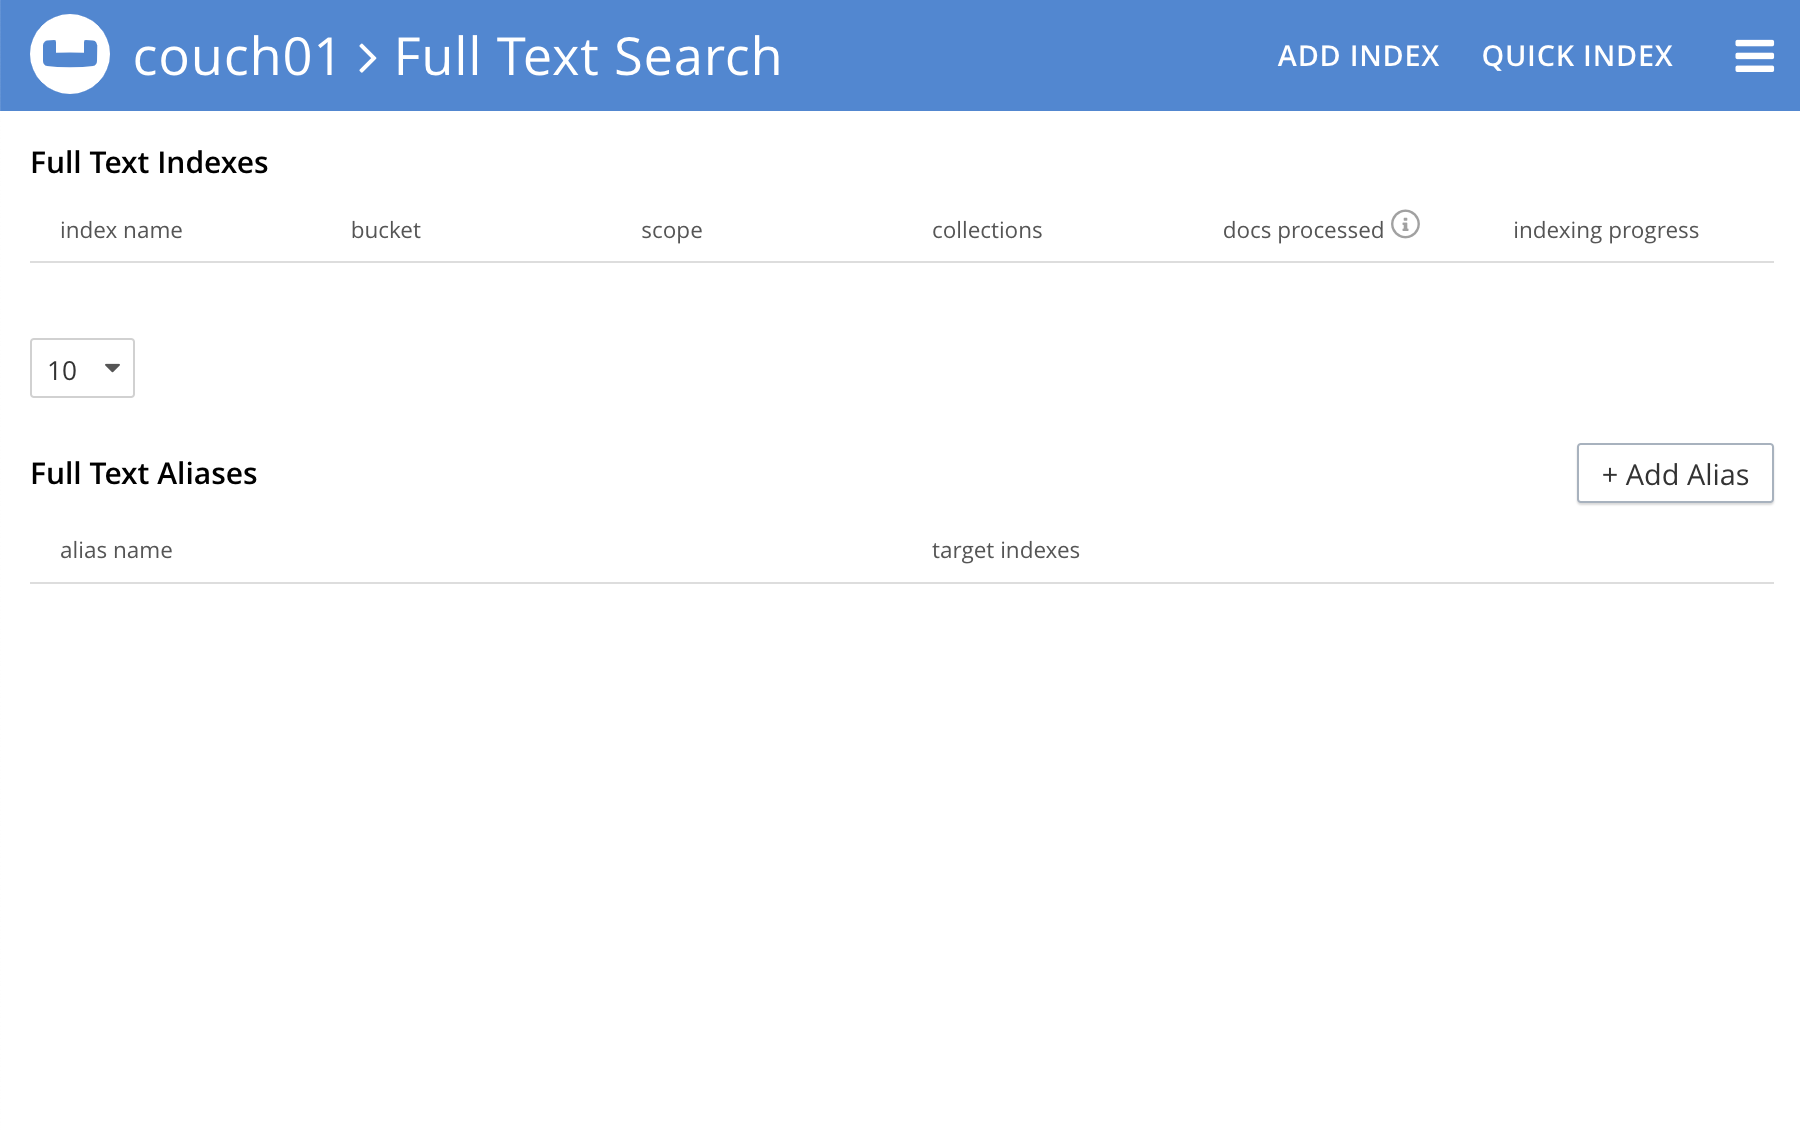 couch01 > Full Text Search
ADD INDEX QUICK INDEX
Full Text Indexes
index name bucket scope collections docs processed indexing progress
10
Full Text Aliases
+ Add Alias
alias name target indexes